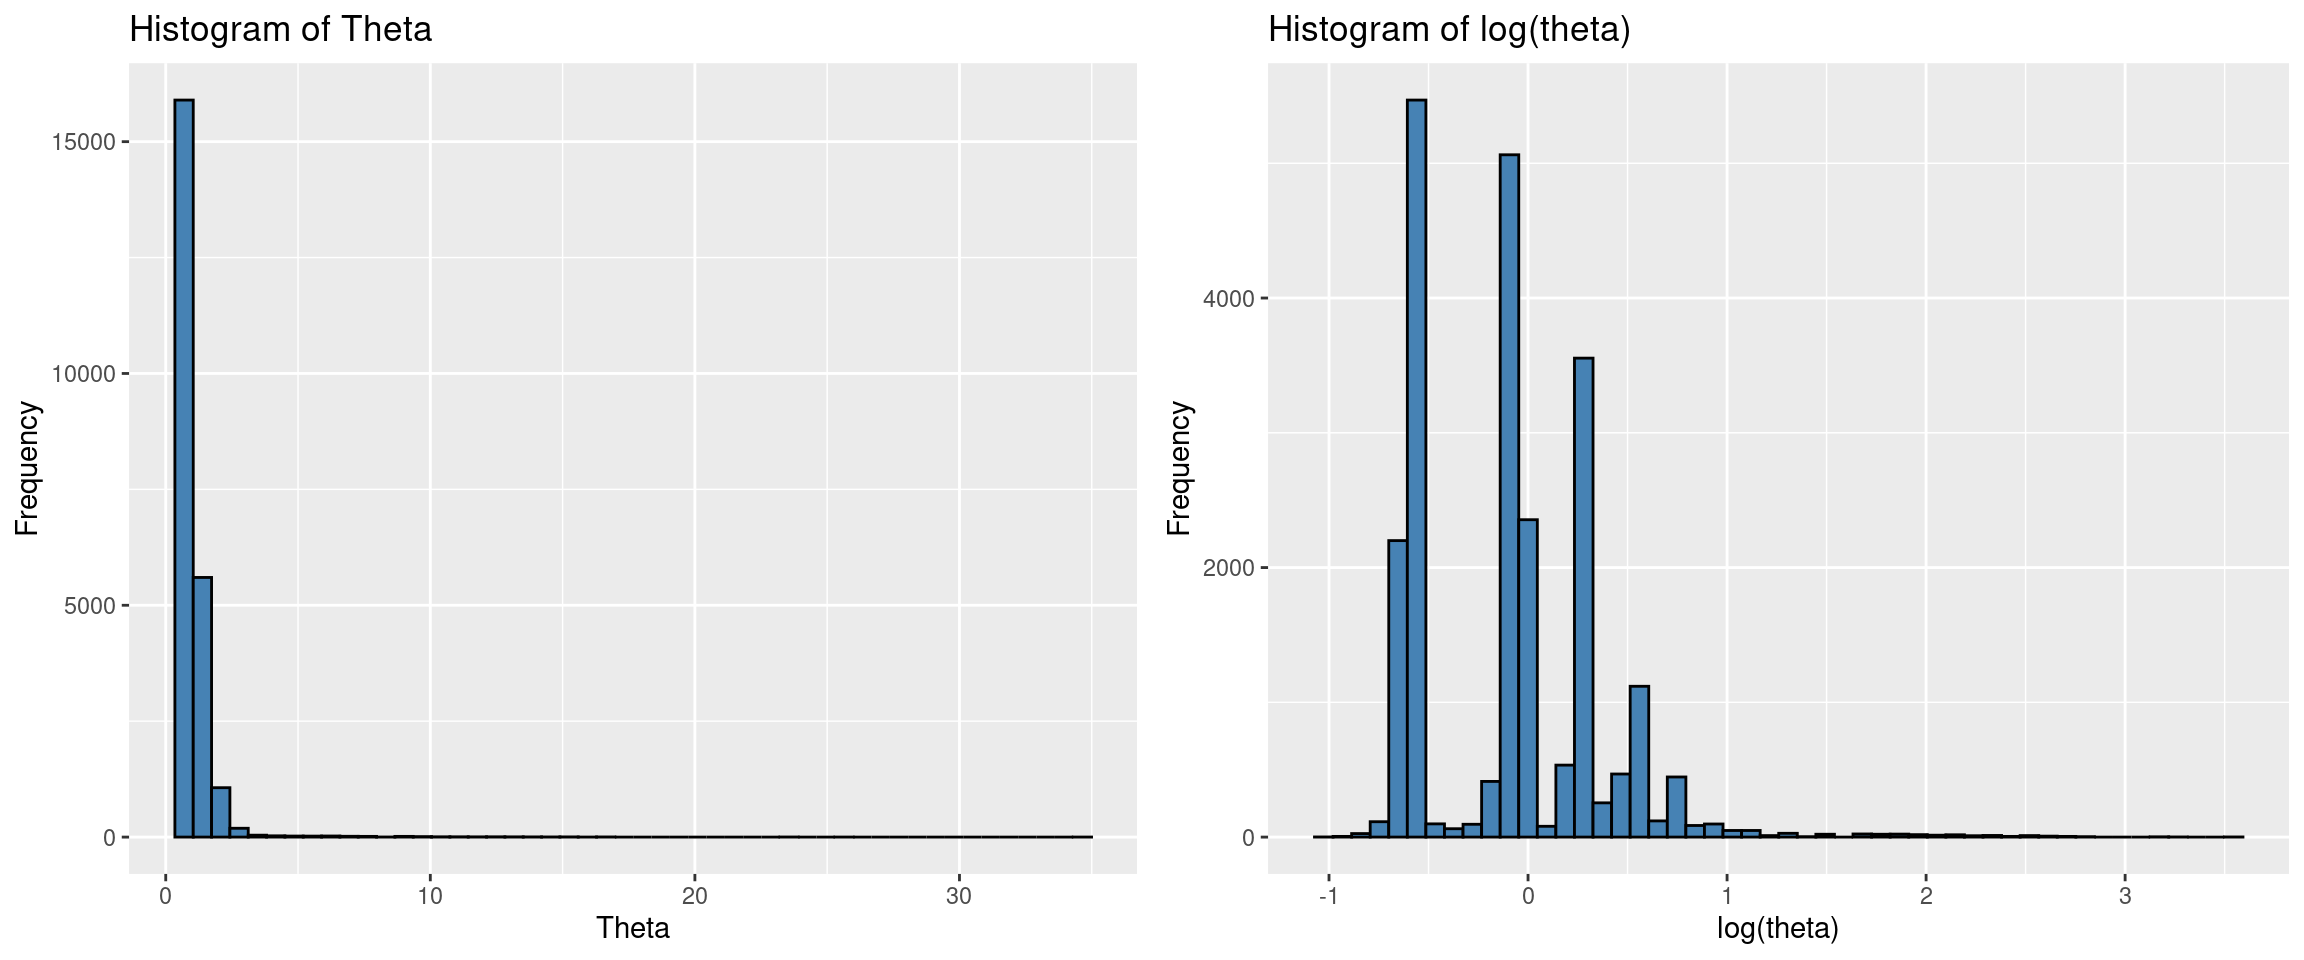 Histogram of Theta
15000
10000
5000
0
Frequency
0 10 20 30
Theta
Histogram of log(theta)
4000
2000
0
Frequency
-1 0 1 2 3
log(theta)